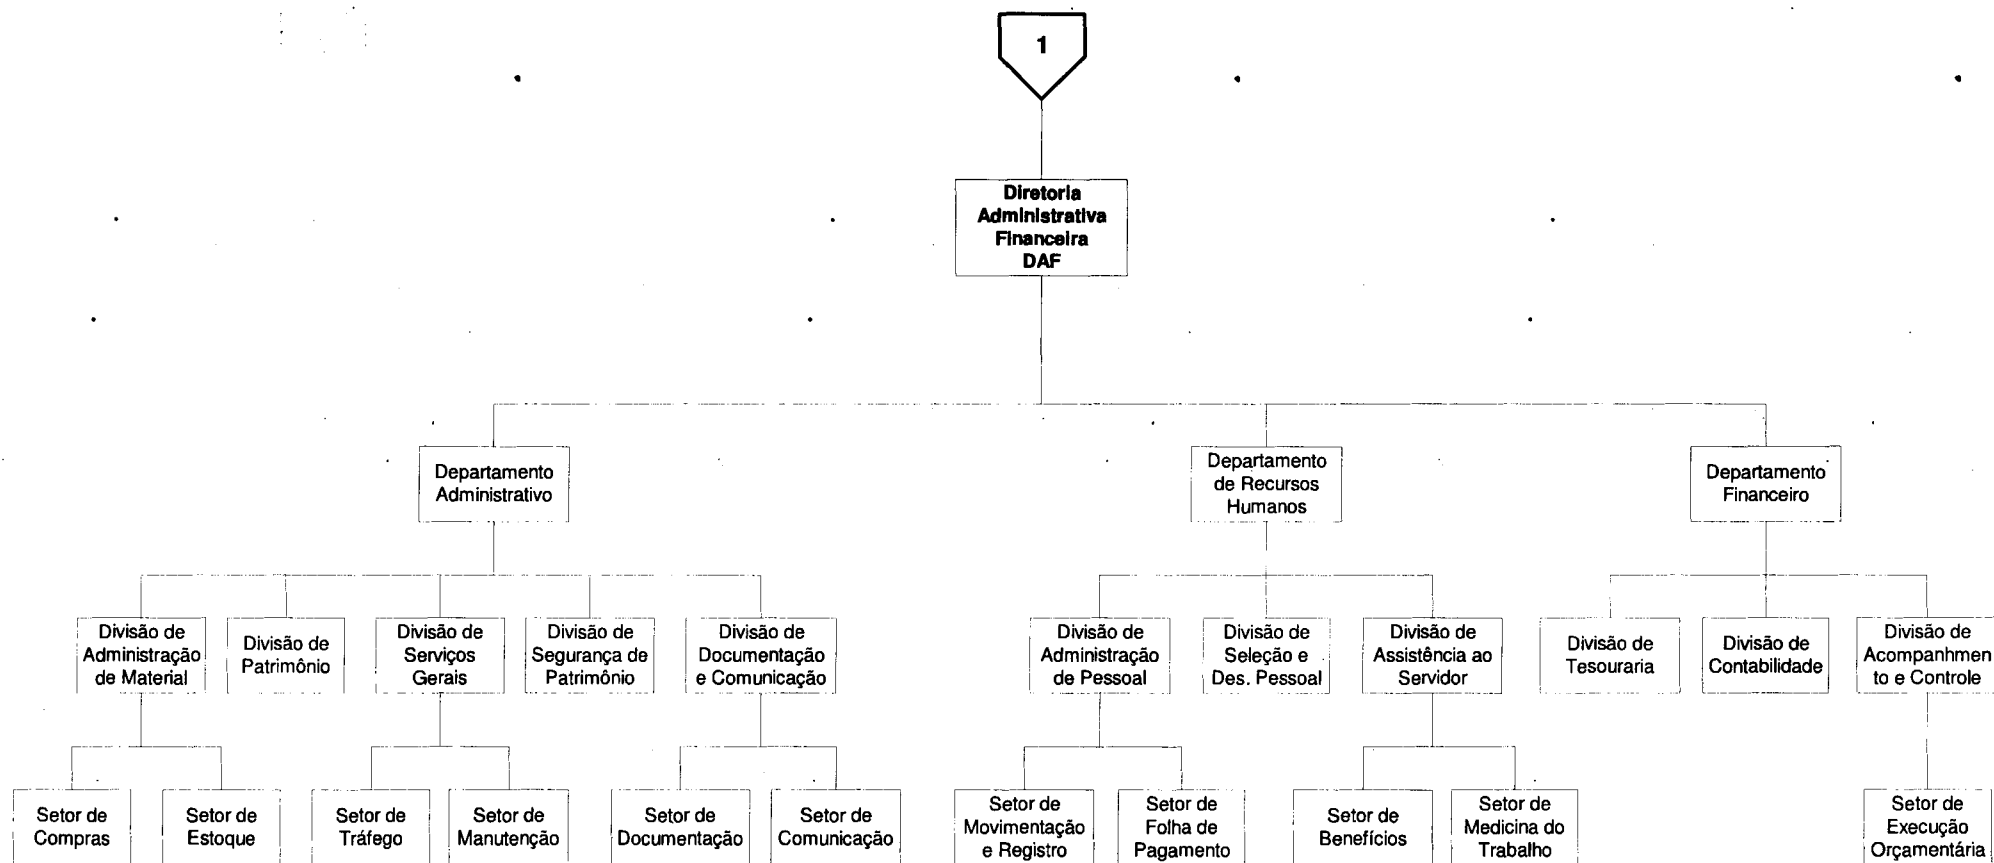 1
Diretoria
Administrativa
Financeira
DAF
Departamento
Administrativo
Departamento
de Recursos
Humanos
Departamento
Financeiro
Divisão de
Administração
de Material
Divisão de
Patrimônio
Divisão de
Serviços
Gerais
Divisão de
Segurança de
Patrimônio
Divisão de
Documentação
e Comunicação
Divisão de
Administração
de Pessoal
Divisão de
Seleção e
Des. Pessoal
Divisão de
Assistência ao
Servidor
Divisão de
Tesouraria
Divisão de
Contabilidade
Divisão de
Acompanhmen
to e Controle
Setor de
Compras
Setor de
Estoque
Setor de
Tráfego
Setor de
Manutenção
Setor de
Documentação
Setor de
Comunicação
Setor de
Movimentação
e Registro
Setor de
Folha de
Pagamento
Setor de
Benefícios
Setor de
Medicina do
Trabalho
Setor de
Execução
Orçamentária